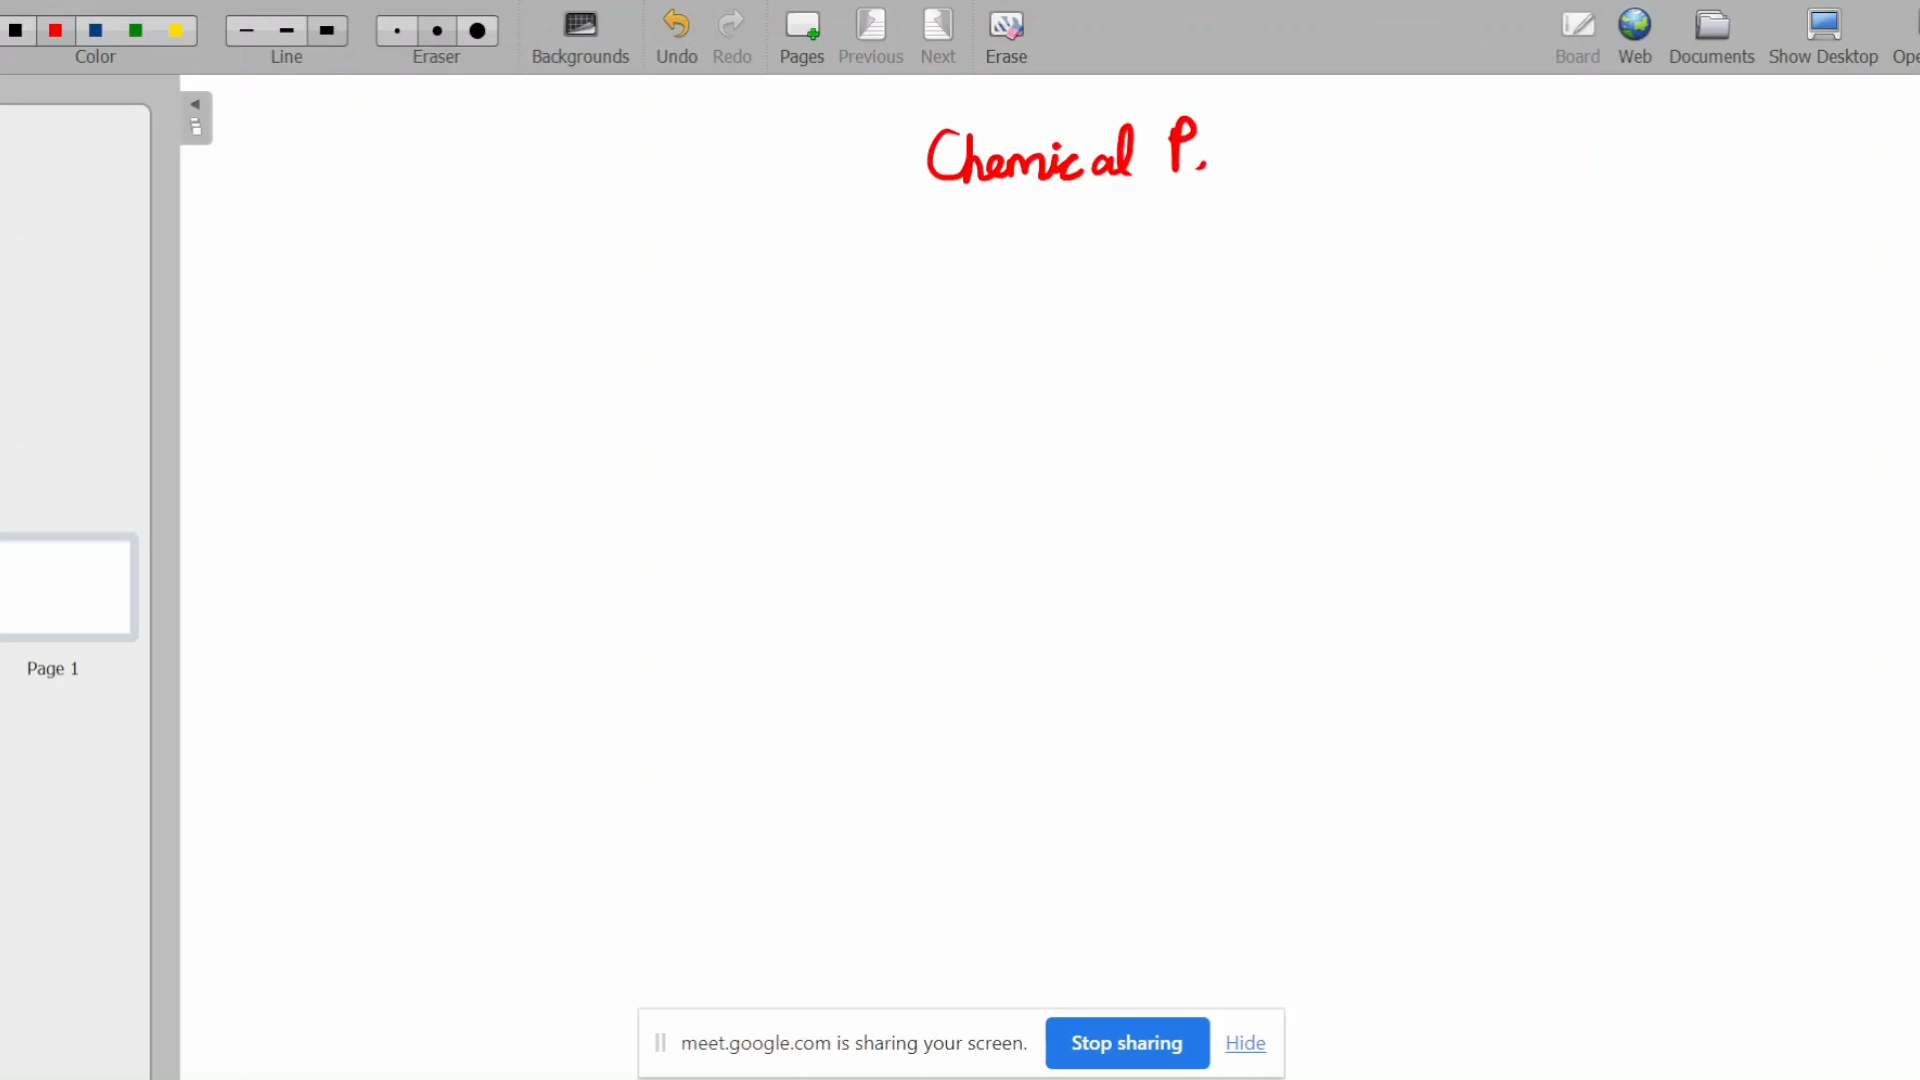 Color Line Eraser Backgrounds Undo Redo Pages Previous Next Erase Board Web Documents Show Desktop Ope
Chemical P.
Page 1
meet.google.com is sharing your screen. Stop sharing Hide